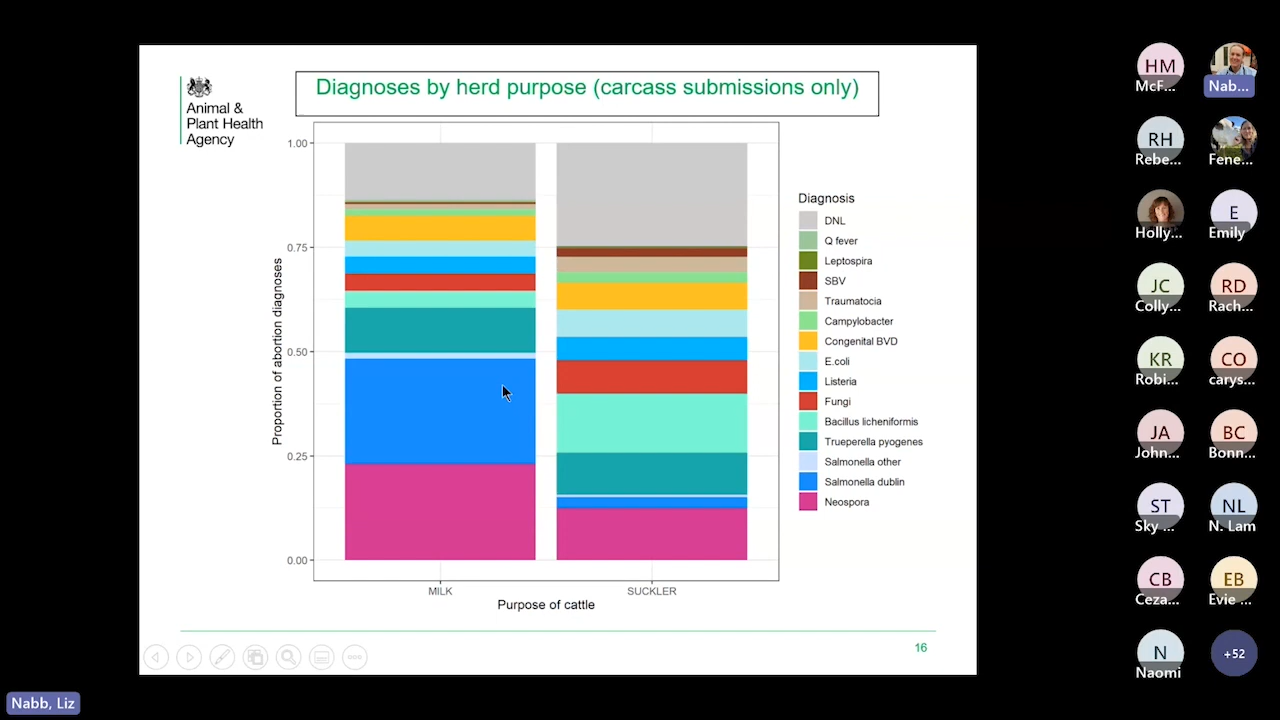 Animal &
Plant Health
Agency
Diagnoses by herd purpose (carcass submissions only)
1.00
0.75
0.50
0.25
0.00
Proportion of abortion diagnoses
MILK
SUCKLER
Purpose of cattle
Diagnosis
DNL
Q fever
Leptospira
SBV
Traumatocia
Campylobacter
Congenital BVD
E.coli
Listeria
Fungi
Bacillus licheniformis
Trueperella pyogenes
Salmonella other
Salmonella dublin
Neospora
16
HM
McF...
Nab...
RH
Rebe...
Fene...
Holly...
E
Emily
JC
Colly...
RD
Rach...
KR
Robi...
CO
carys...
JA
John...
BC
Bonn...
ST
Sky ...
NL
N. Lam
CB
Ceza...
EB
Evie ...
N
Naomi
+52
Nabb, Liz